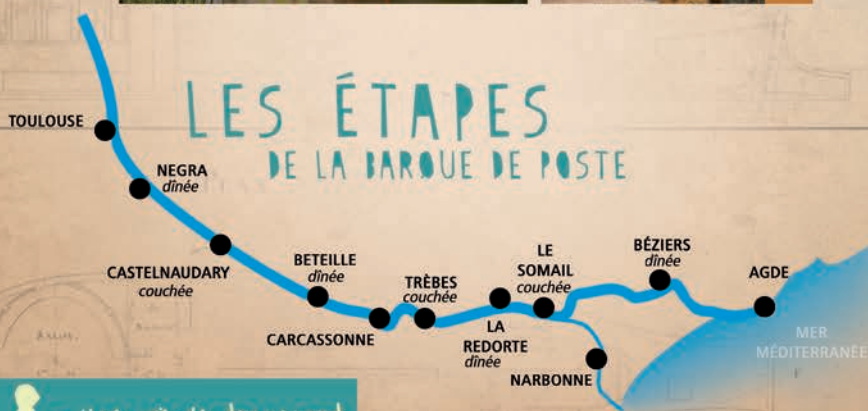 LES ÉTAPES
DE LA BARQUE DE POSTE
TOULOUSE
NEGRA
dînée
CASTELNAUDARY
couchée
BETEILLE
dînée
CARCASSONNE
TRÈBES
couchée
LA
REDORTE
dînée
LE
SOMAIL
couchée
NARBONNE
BÉZIERS
dînée
AGDE
MER
MÉDITERRANÉE